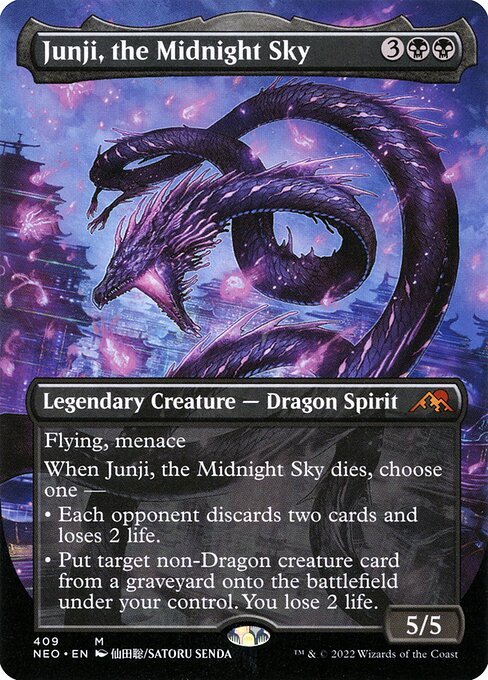 Junji, the Midnight Sky 3
Legendary Creature — Dragon Spirit
Flying, menace
When Junji, the Midnight Sky dies, choose
one —
• Each opponent discards two cards and
loses 2 life.
• Put target non-Dragon creature card
from a graveyard onto the battlefield
under your control. You lose 2 life.
5/5
409 M
NEO • EN 仙田聡/SATORU SENDA
™ & © 2022 Wizards of the Coast